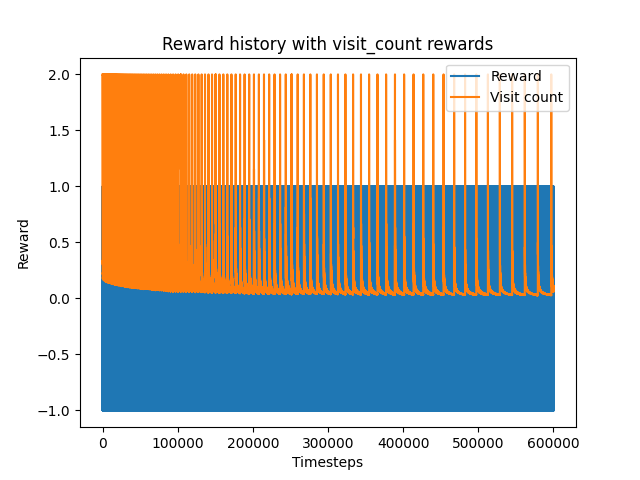 Reward history with visit_count rewards
Reward
Visit count
2.0
1.5
1.0
0.5
0.0
−0.5
−1.0
Reward
0 100000 200000 300000 400000 500000 600000
Timesteps